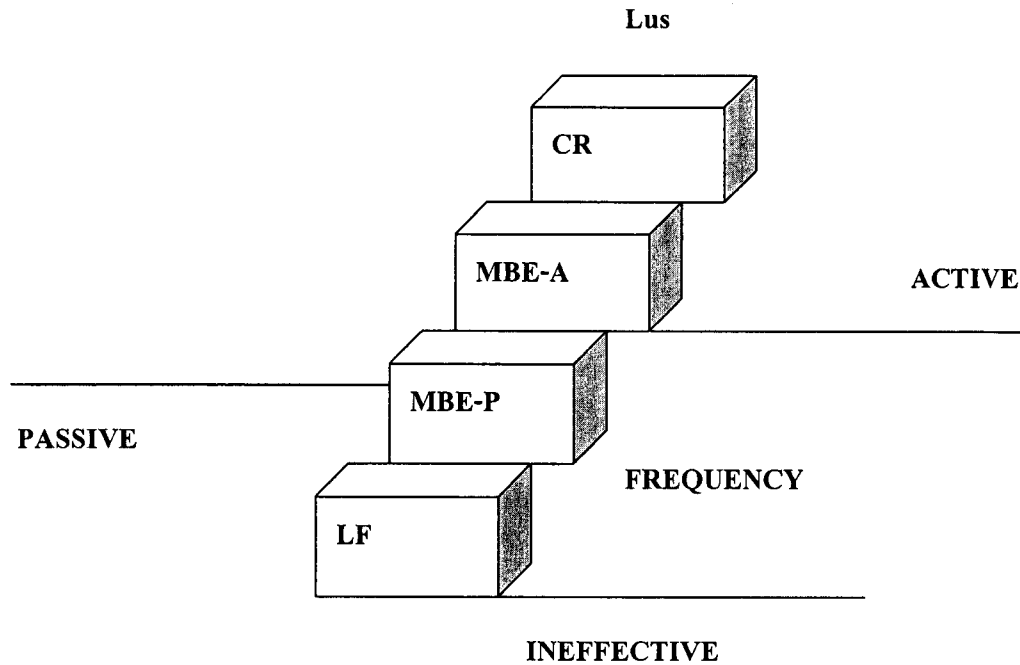 Lus
CR
MBE-A
ACTIVE
MBE-P
PASSIVE
FREQUENCY
LF
INEFFECTIVE